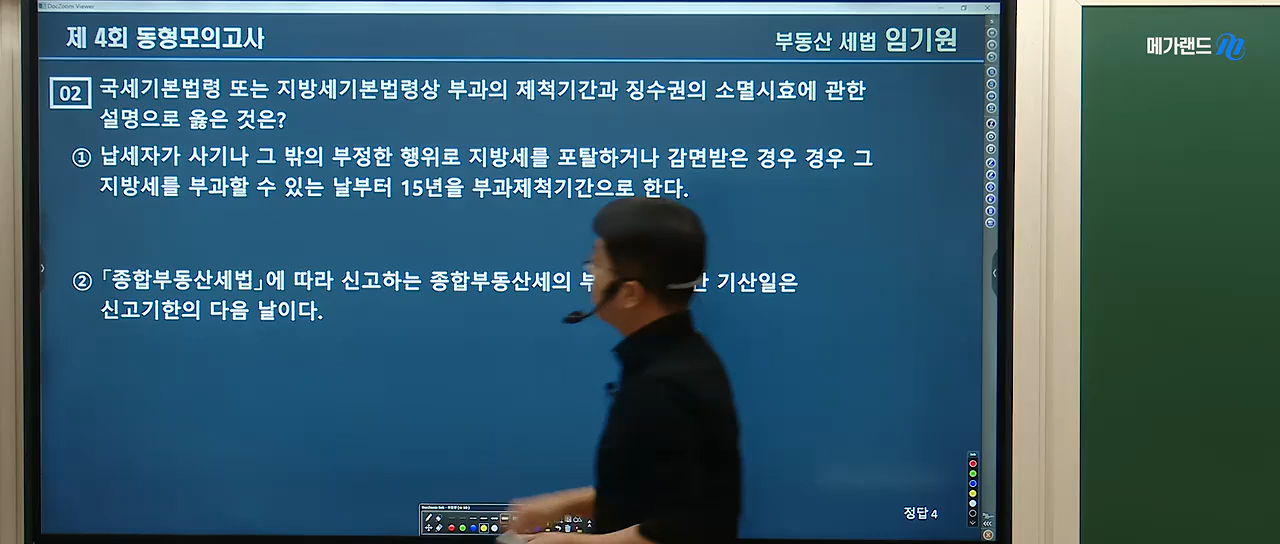 DocZoom Viewer
제 4회 동형모의고사
부동산 세법 임기원
메가랜드
02 국세기본법령 또는 지방세기본법령상 부과의 제척기간과 징수권의 소멸시효에 관한
설명으로 옳은 것은?
① 납세자가 사기나 그 밖의 부정한 행위로 지방세를 포탈하거나 감면받은 경우 경우 그
지방세를 부과할 수 있는 날부터 15년을 부과제척기간으로 한다.
② 「종합부동산세법」에 따라 신고하는 종합부동산세의 기산일은
신고기한의 다음 날이다.
정답 4